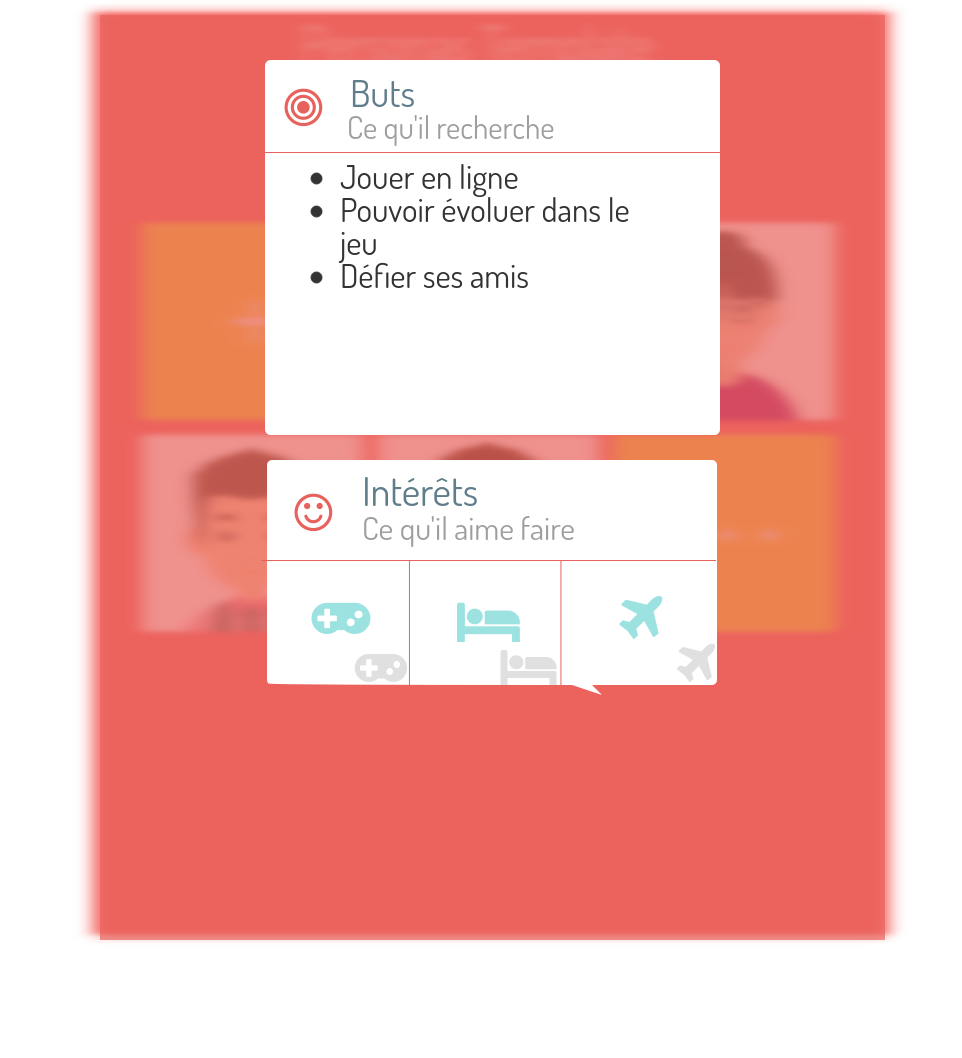 Buts
Ce qu'il recherche
Jouer en ligne
Pouvoir évoluer dans le
jeu
Défier ses amis
Intérêts
Ce qu'il aime faire